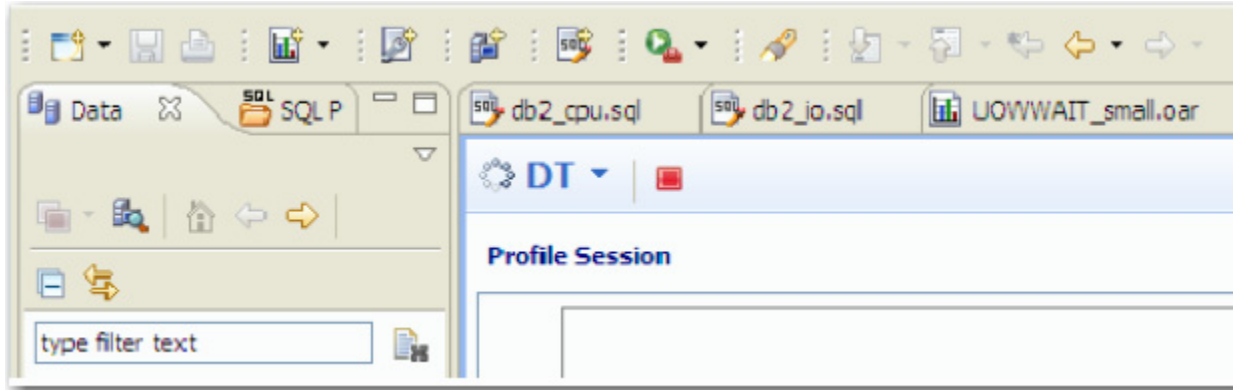 Data SQL P db2_cpu.sql db2_io.sql UOWWAIT_small.oar
DT
Profile Session
type filter text